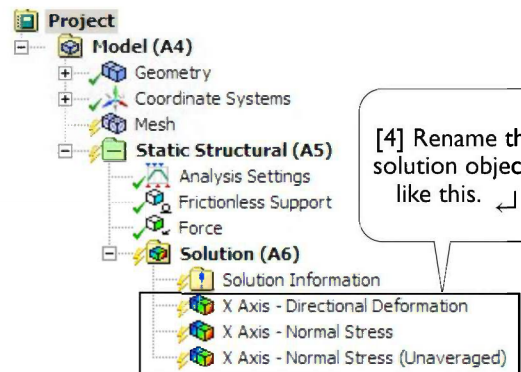 Project
Model (A4)
Geometry
Coordinate Systems
Mesh
Static Structural (A5)
Analysis Settings
Frictionless Support
Force
Solution (A6)
Solution Information
X Axis - Directional Deformation
X Axis - Normal Stress
X Axis - Normal Stress (Unaveraged)
[4] Rename th
solution objec
like this.